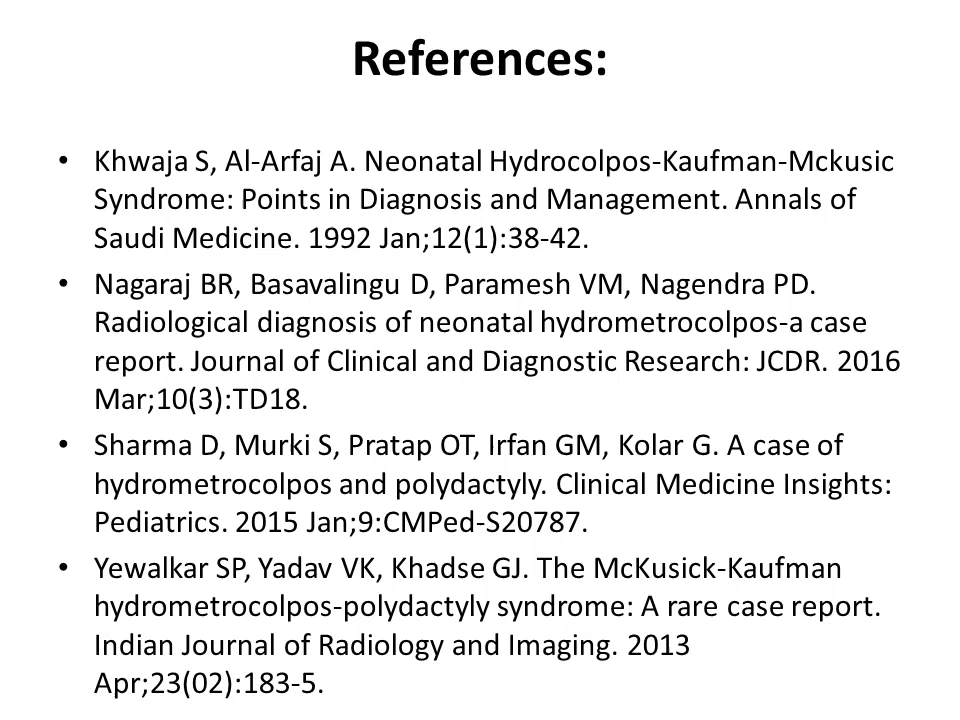 References:
• Khwaja S, Al-Arfaj A. Neonatal Hydrocolpos-Kaufman-Mckusic
Syndrome: Points in Diagnosis and Management. Annals of
Saudi Medicine. 1992 Jan;12(1):38-42.
• Nagaraj BR, Basavalingu D, Paramesh VM, Nagendra PD.
Radiological diagnosis of neonatal hydrometrocolpos-a case
report. Journal of Clinical and Diagnostic Research: JCDR. 2016
Mar;10(3):TD18.
• Sharma D, Murki S, Pratap OT, Irfan GM, Kolar G. A case of
hydrometrocolpos and polydactyly. Clinical Medicine Insights:
Pediatrics. 2015 Jan;9:CMPed-S20787.
• Yewalkar SP, Yadav VK, Khadse GJ. The McKusick-Kaufman
hydrometrocolpos-polydactyly syndrome: A rare case report.
Indian Journal of Radiology and Imaging. 2013
Apr;23(02):183-5.